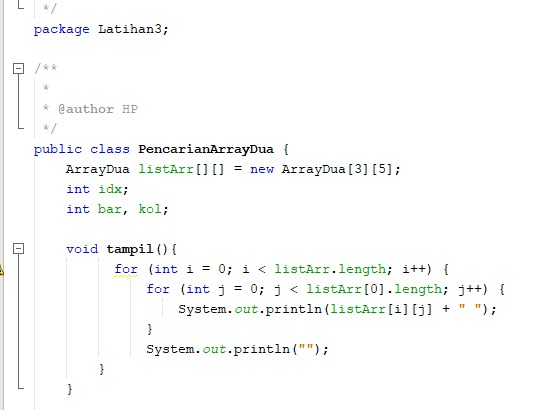 */
package Latihan3;
/**
*
* @author HP
*/
public class PencarianArrayDua {
ArrayDua listArr[][] = new ArrayDua[3][5];
int idx;
int bar, kol;
void tampil(){
for (int i = 0; i < listArr.length; i++) {
for (int j = 0; j < listArr[0].length; j++) {
System.out.println(listArr[i][j] + " ");
}
System.out.println("");
}
}